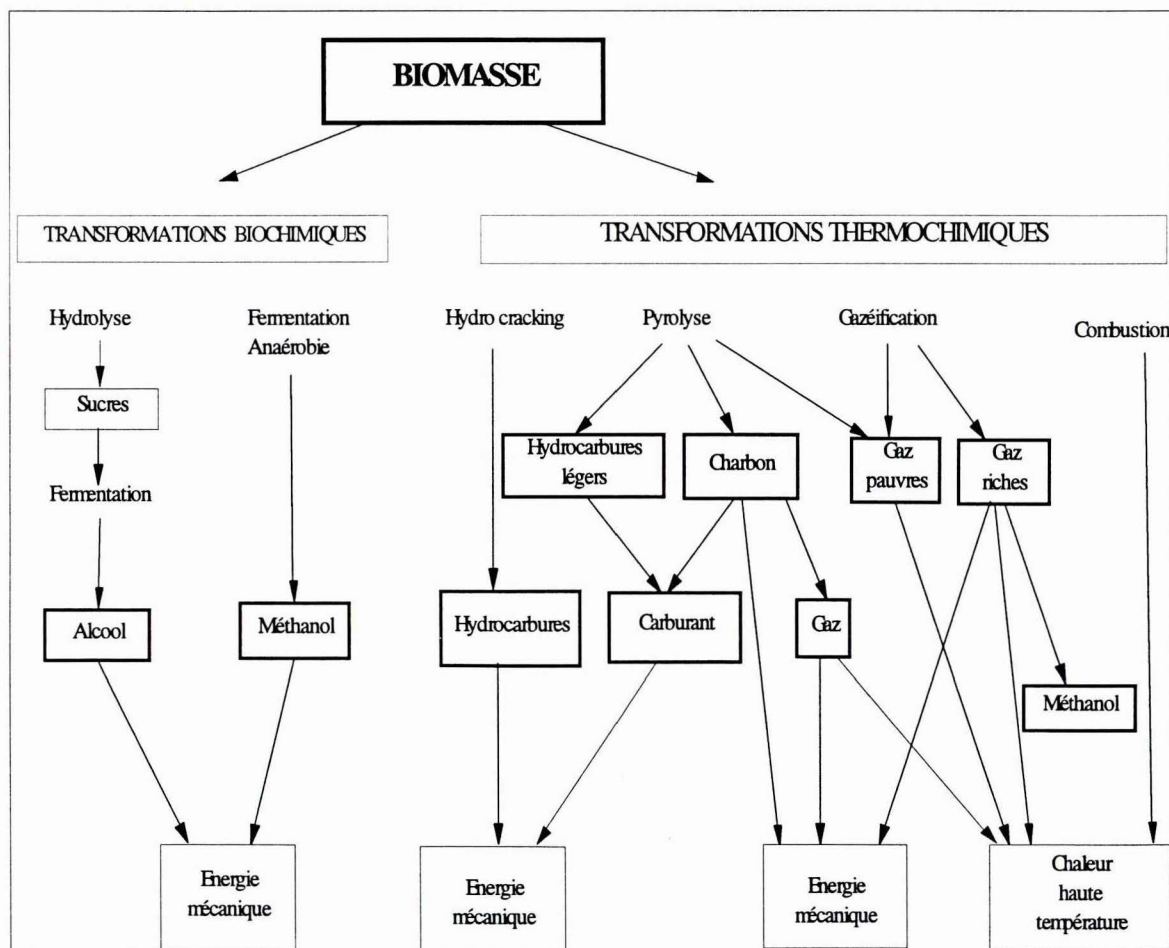 BIOMASSE
TRANSFORMATIONS BIOCHIMIQUES
TRANSFORMATIONS THERMOCHIMIQUES
Hydrolyse
Fermentation
Anaérobie
Hydro cracking
Pyrolyse
Gazéification
Combustion
Sucres
Fermentation
Hydrocarbures
légers
Charbon
Gaz
pauvres
Gaz
riches
Alcool
Méthanol
Hydrocarbures
Carburant
Gaz
Méthanol
Energie
mécanique
Energie
mécanique
Energie
mécanique
Chaleur
haute
température